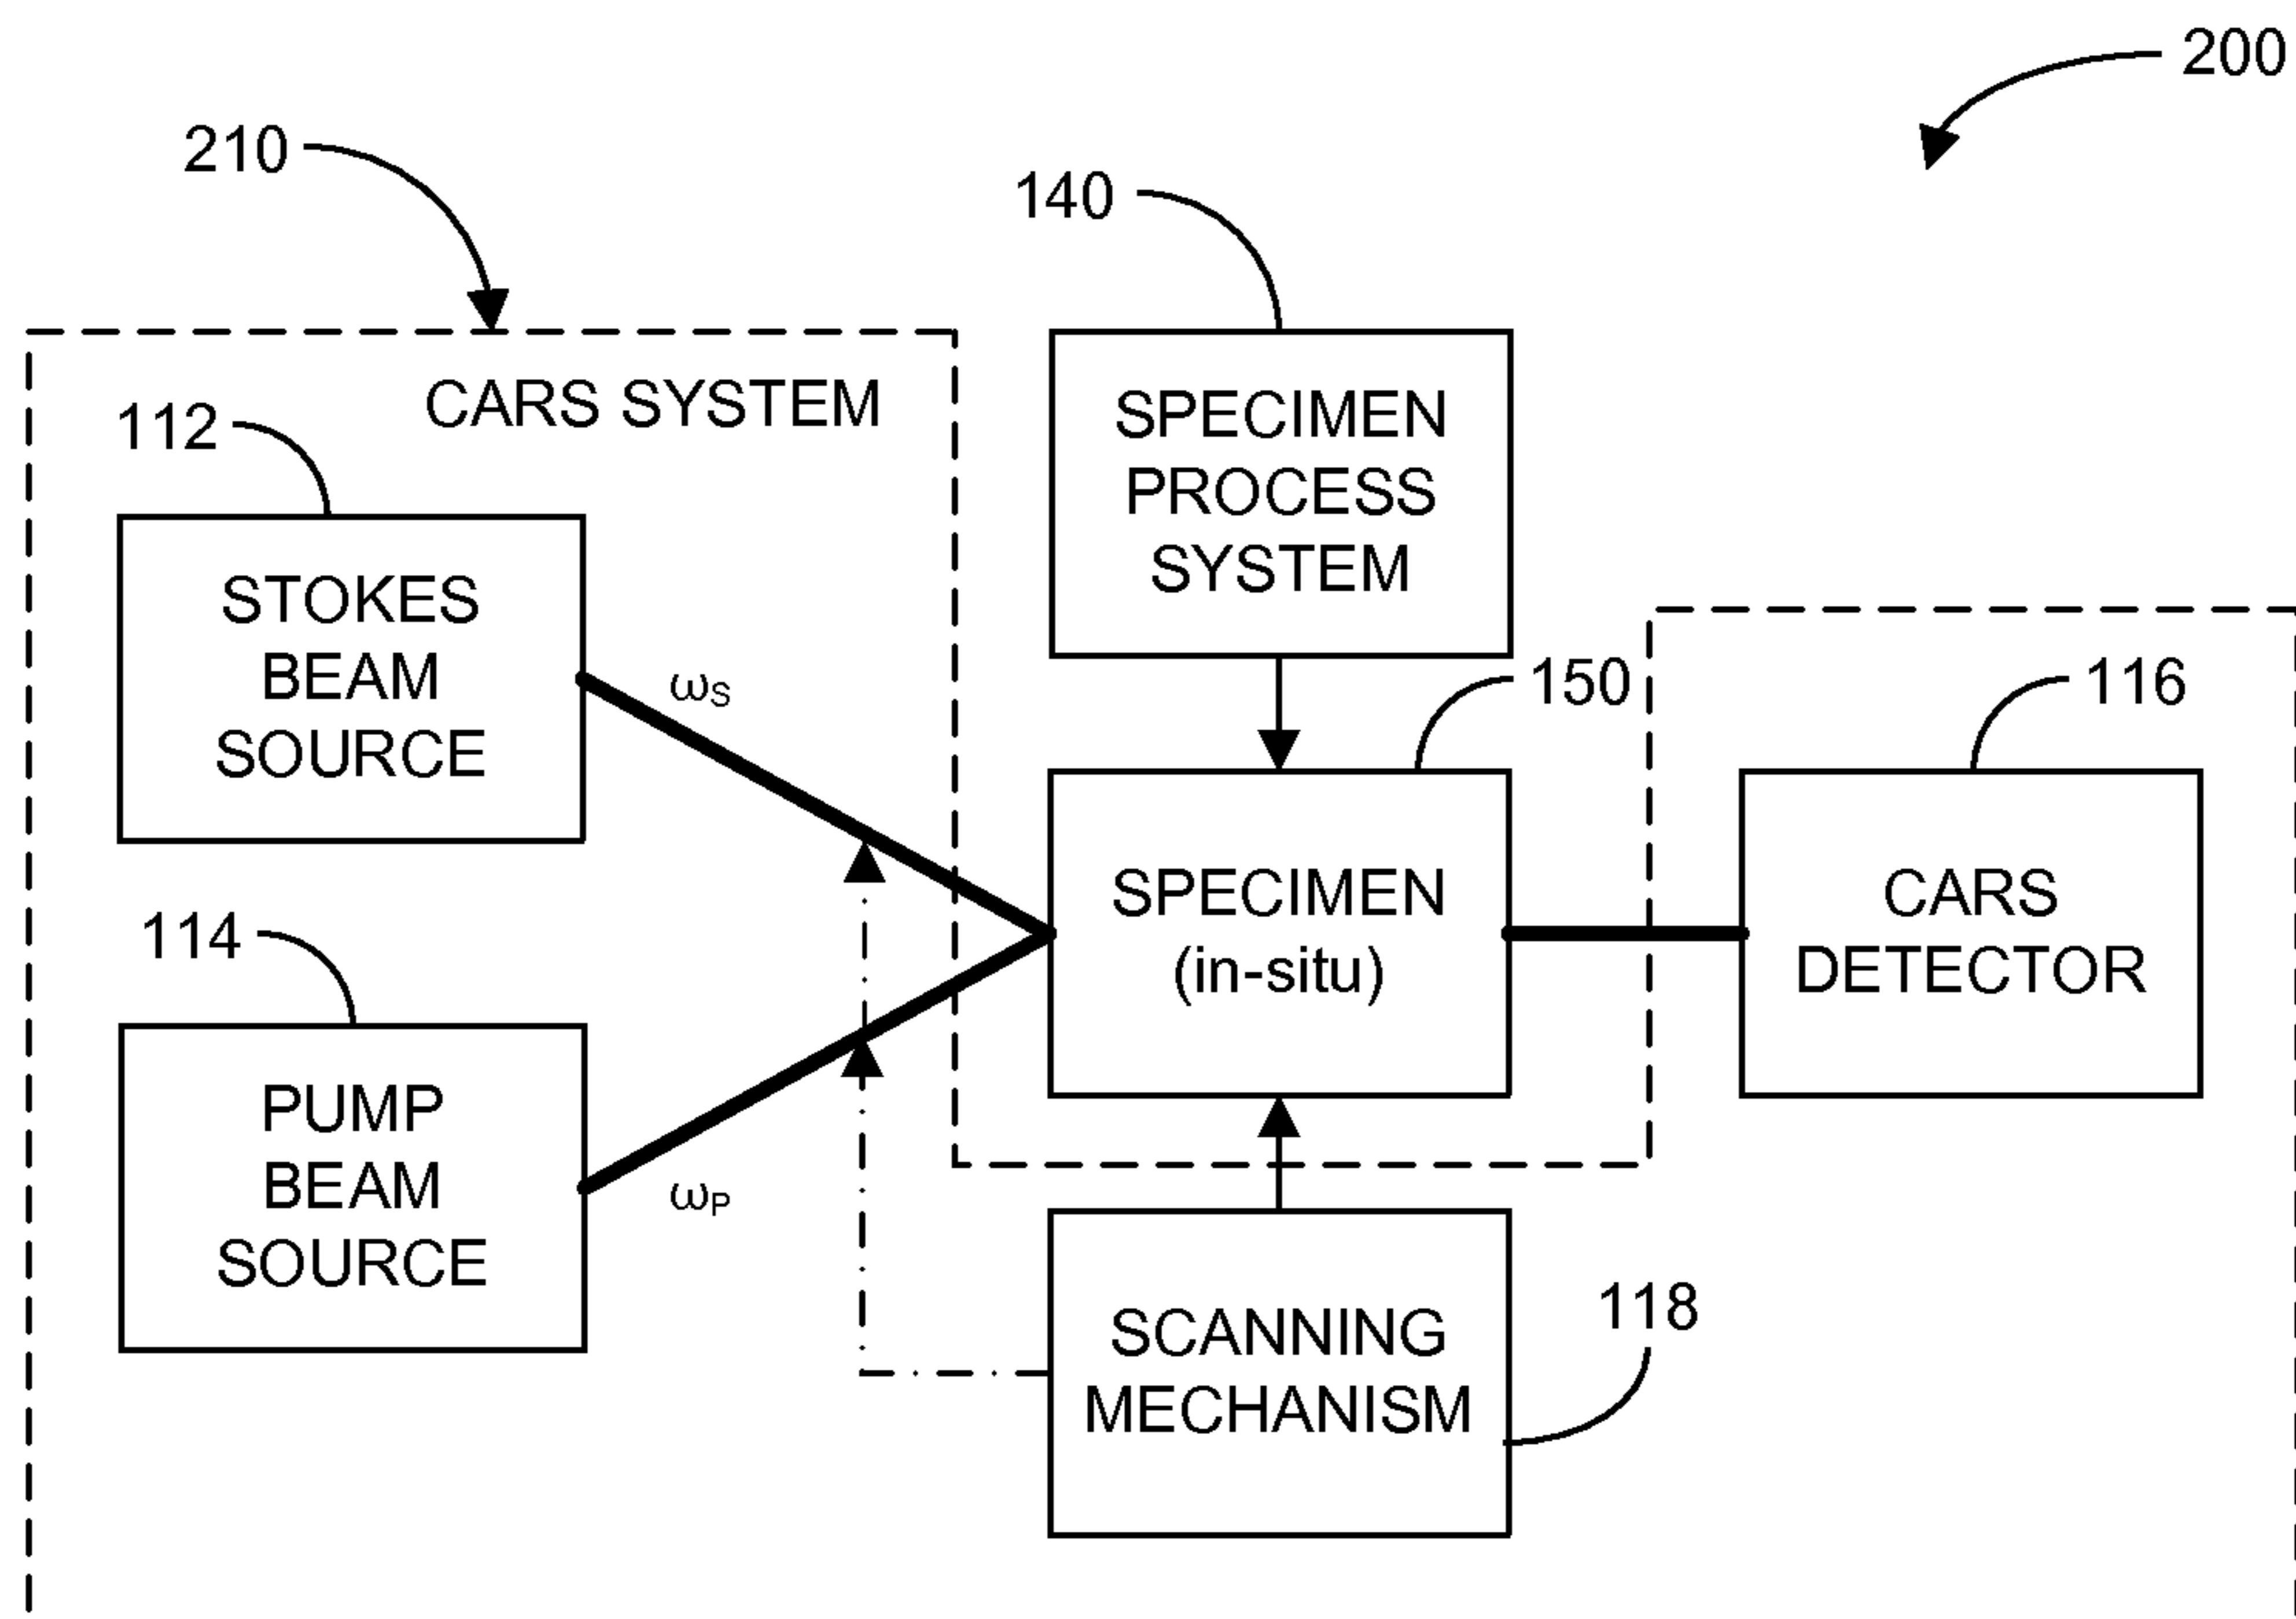 200
210
140
CARS SYSTEM
112
SPECIMEN
PROCESS
SYSTEM
STOKES
BEAM
SOURCE
ωS
150
116
114
SPECIMEN
(in-situ)
CARS
DETECTOR
PUMP
BEAM
SOURCE
ωP
118
SCANNING
MECHANISM